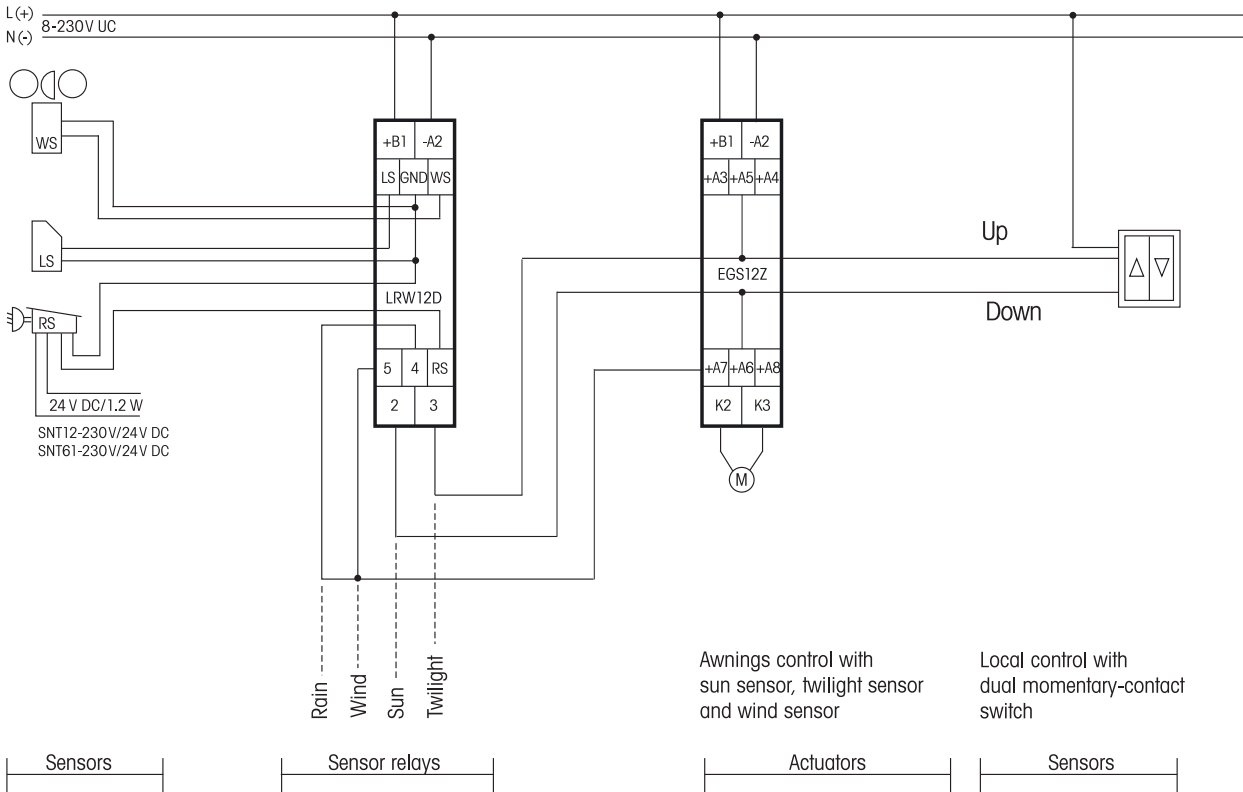 L(+)
8-230V UC
N(-)
WS
LS
RS
24 V DC/1.2 W
SNT12-230V/24V DC
SNT61-230V/24V DC
+B1 -A2
LS GND WS
LRW12D
5 4 RS
2 3
+B1 -A2
+A3 +A5 +A4
EGS12Z
+A7 +A6 +A8
K2 K3
M
Up
Down
Rain
Wind
Sun
Twilight
Awnings control with
sun sensor, twilight sensor
and wind sensor
Local control with
dual momentary-contact
switch
Sensors
Sensor relays
Actuators
Sensors